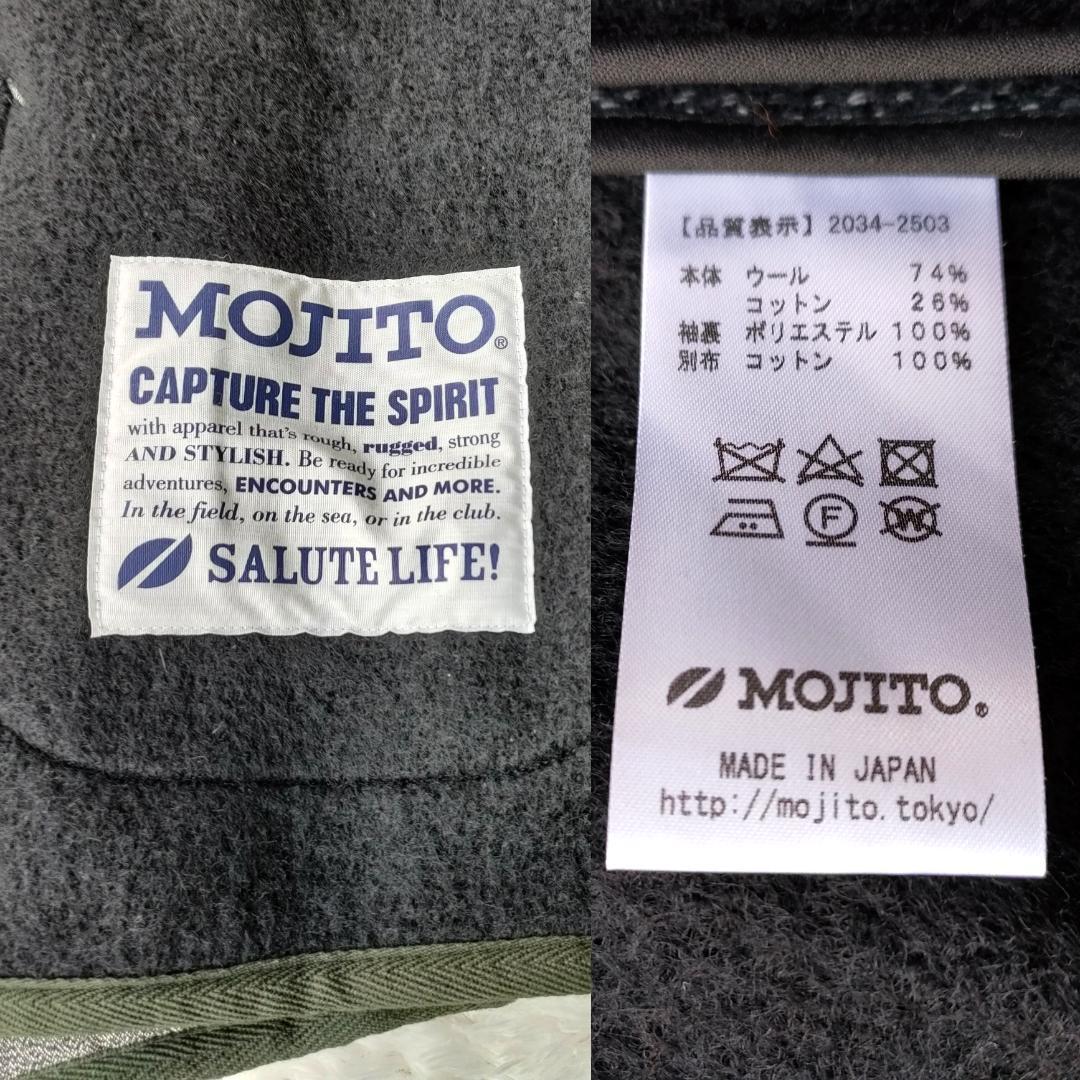 MOJITO®
CAPTURE THE SPIRIT
with apparel that's rough, rugged, strong
AND STYLISH. Be ready for incredible
adventures, ENCOUNTERS AND MORE.
In the field, on the sea, or in the club.
SALUTE LIFE!
【品質表示】2034-2503
本体 ウール 74%
コットン 26%
袖裏 ポリエステル 100%
別布 コットン 100%
F W
MOJITO®
MADE IN JAPAN
http://mojito.tokyo/